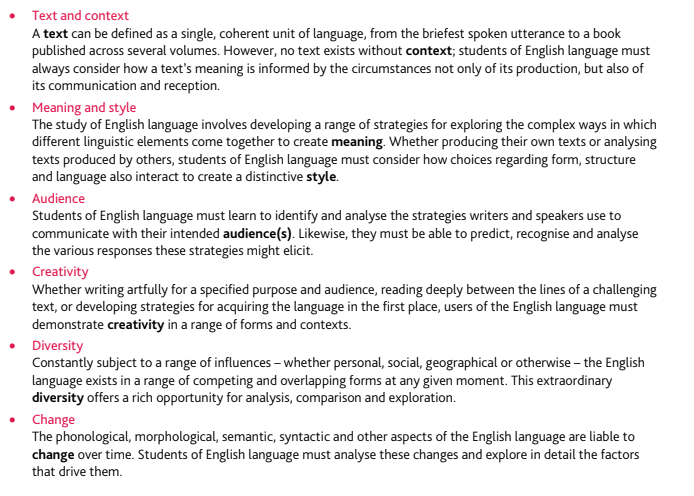 • Text and context
A text can be defined as a single, coherent unit of language, from the briefest spoken utterance to a book
published across several volumes. However, no text exists without context; students of English language must
always consider how a text's meaning is informed by the circumstances not only of its production, but also of
its communication and reception.
• Meaning and style
The study of English language involves developing a range of strategies for exploring the complex ways in which
different linguistic elements come together to create meaning. Whether producing their own texts or analysing
texts produced by others, students of English language must consider how choices regarding form, structure
and language also interact to create a distinctive style.
• Audience
Students of English language must learn to identify and analyse the strategies writers and speakers use to
communicate with their intended audience(s). Likewise, they must be able to predict, recognise and analyse
the various responses these strategies might elicit.
• Creativity
Whether writing artfully for a specified purpose and audience, reading deeply between the lines of a challenging
text, or developing strategies for acquiring the language in the first place, users of the English language must
demonstrate creativity in a range of forms and contexts.
• Diversity
Constantly subject to a range of influences – whether personal, social, geographical or otherwise – the English
language exists in a range of competing and overlapping forms at any given moment. This extraordinary
diversity offers a rich opportunity for analysis, comparison and exploration.
• Change
The phonological, morphological, semantic, syntactic and other aspects of the English language are liable to
change over time. Students of English language must analyse these changes and explore in detail the factors
that drive them.